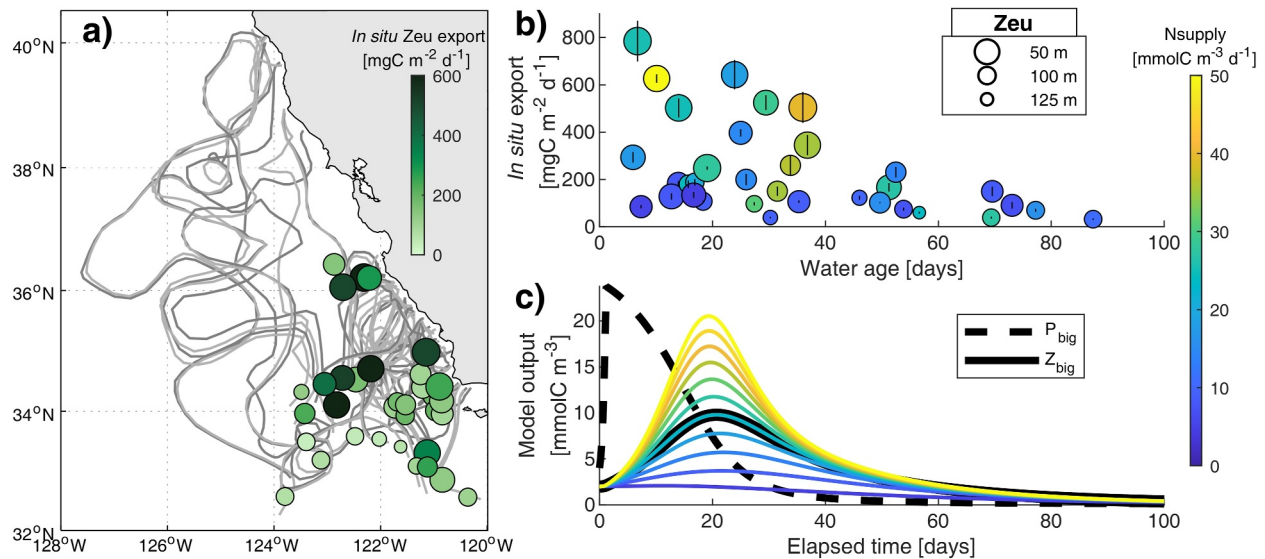 a)
In situ Zeu export
[mgC m-2 d-1]
600
400
200
0
40°N
38°N
36°N
34°N
32°N
128°W
126°W
124°W
122°W
120°W
b)
In situ export
[mgC m-2 d-1]
800
600
400
200
0
0
20
40
60
80
100
Water age [days]
Zeu
50 m
100 m
125 m
Nsupply
[mmolC m-3 d-1]
50
40
30
20
10
0
c)
Model output
[mmolC m-3]
20
15
10
5
0
0
20
40
60
80
100
Elapsed time [days]
Pbig
Zbig